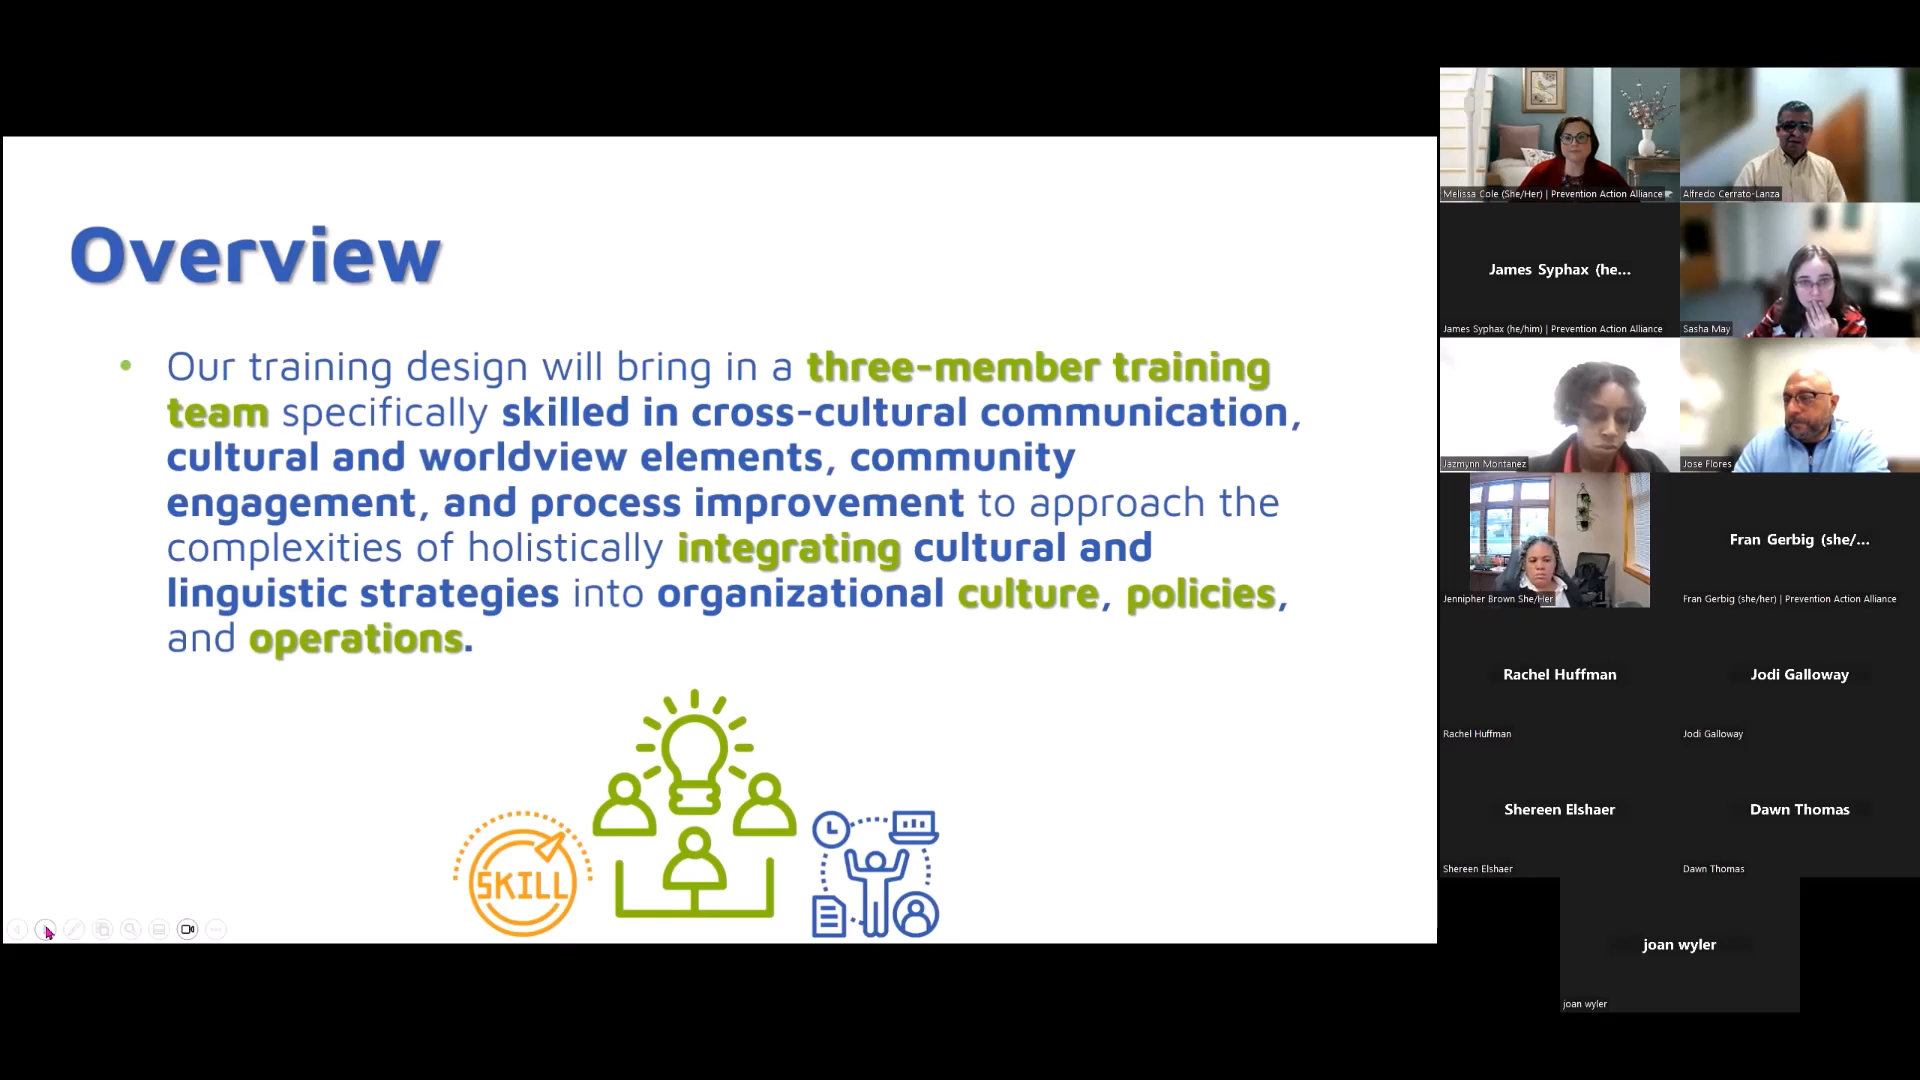 Overview
• Our training design will bring in a three-member training
team specifically skilled in cross-cultural communication,
cultural and worldview elements, community
engagement, and process improvement to approach the
complexities of holistically integrating cultural and
linguistic strategies into organizational culture, policies,
and operations.
SKILL
Melissa Cole (She/Her) | Prevention Action Alliance
Alfredo Cerrato-Lanza
James Syphax (he...
James Syphax (he/him) | Prevention Action Alliance
Sasha May
Jazmynn Montanez
Jose Flores
Jennipher Brown She/Her
Fran Gerbig (she/...
Fran Gerbig (she/her) | Prevention Action Alliance
Rachel Huffman
Rachel Huffman
Jodi Galloway
Jodi Galloway
Shereen Elshaer
Shereen Elshaer
Dawn Thomas
Dawn Thomas
joan wyler
joan wyler